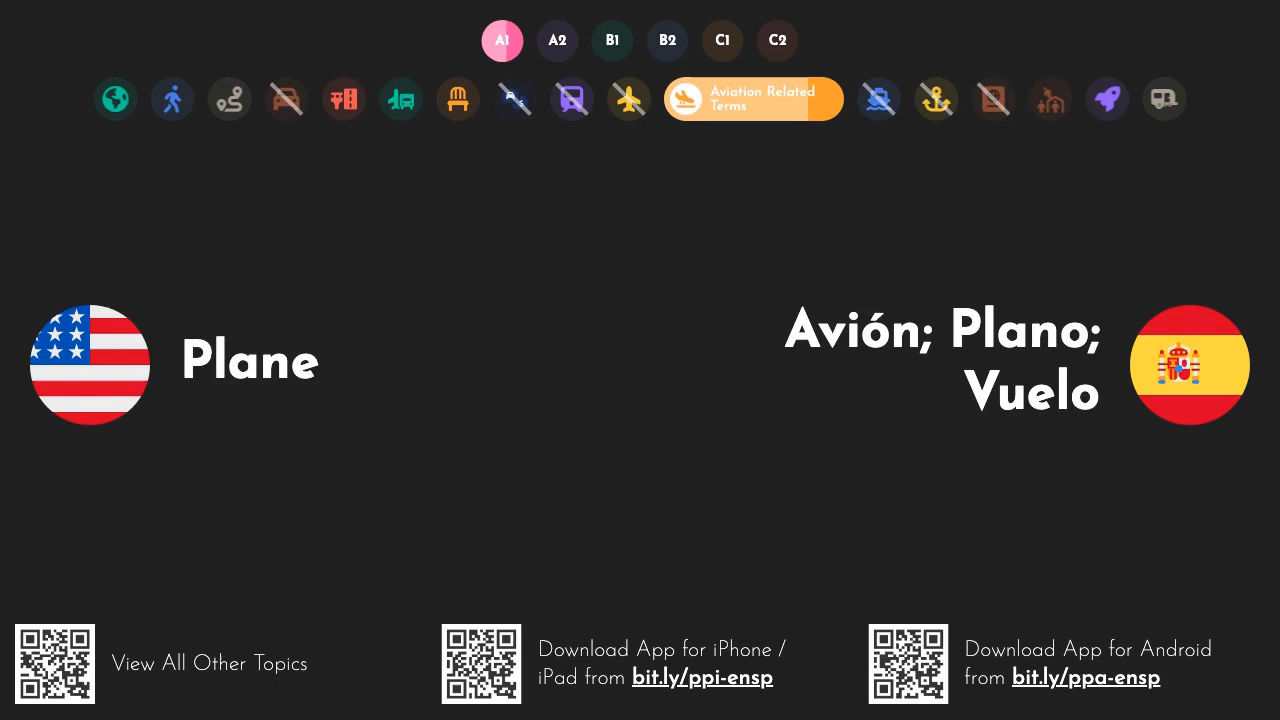 A1 A2 B1 B2 C1 C2
Aviation Related
Terms
Plane
Avión; Plano;
Vuelo
View All Other Topics
Download App for iPhone /
iPad from bit.ly/ppi-ensp
Download App for Android
from bit.ly/ppa-ensp